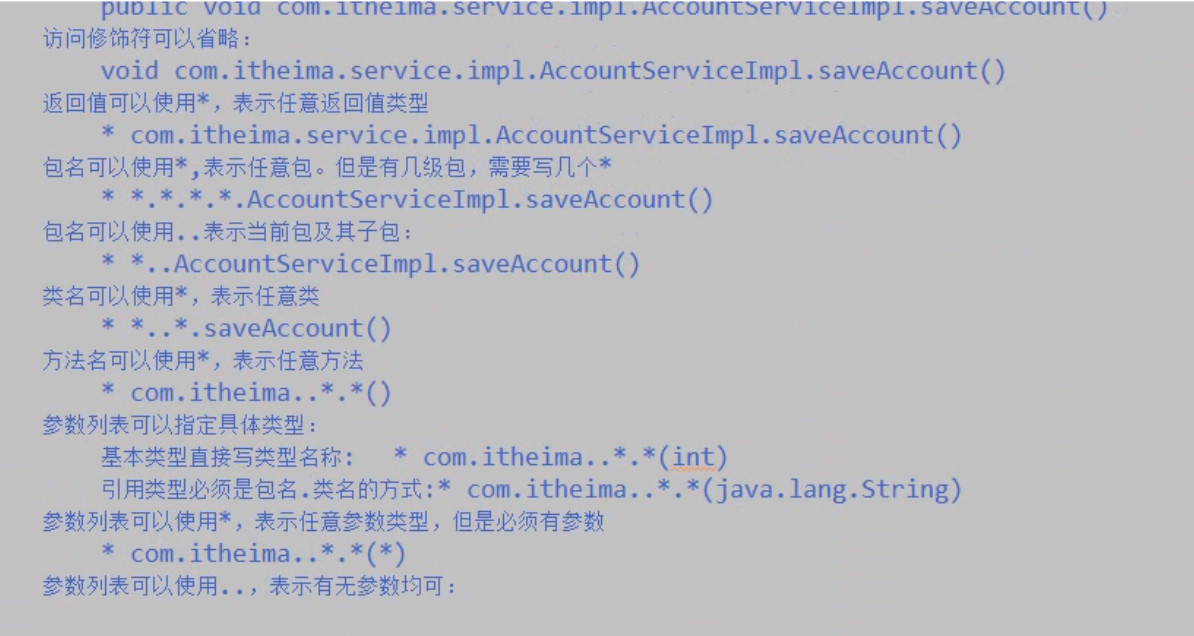 public void com.itheima.service.impl.AccountServiceImpl.saveAccount()
访问修饰符可以省略：
void com.itheima.service.impl.AccountServiceImpl.saveAccount()
返回值可以使用*，表示任意返回值类型
* com.itheima.service.impl.AccountServiceImpl.saveAccount()
包名可以使用*,表示任意包。但是有几级包，需要写几个*
* *.*.*.*.AccountServiceImpl.saveAccount()
包名可以使用..表示当前包及其子包：
* *..AccountServiceImpl.saveAccount()
类名可以使用*，表示任意类
* *..*.saveAccount()
方法名可以使用*，表示任意方法
* com.itheima..*.*()
参数列表可以指定具体类型：
基本类型直接写类型名称： * com.itheima..*.*(int)
引用类型必须是包名.类名的方式:* com.itheima..*.*(java.lang.String)
参数列表可以使用*，表示任意参数类型，但是必须有参数
* com.itheima..*.*(*)
参数列表可以使用..，表示有无参数均可：